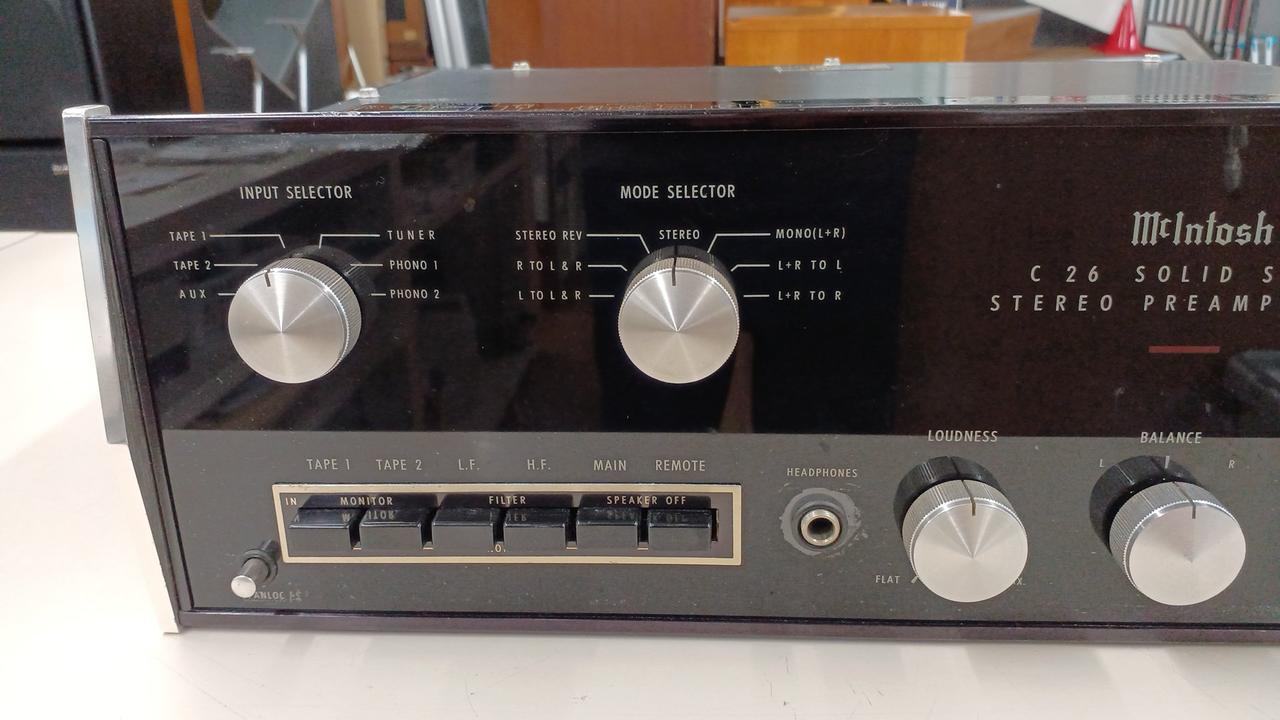 INPUT SELECTOR
TAPE 1
TUNER
TAPE 2
PHONO 1
AUX
PHONO 2
MODE SELECTOR
STEREO REV
STEREO
MONO(L+R)
R TO L & R
L+R TO L
L TO L & R
L+R TO R
McIntosh
C 26 SOLID S
STEREO PREAMP
TAPE 1 TAPE 2 L.F. H.F. MAIN REMOTE
IN MONITOR FILTER SPEAKER OFF
HEADPHONES
LOUDNESS
FLAT
BALANCE
L
R